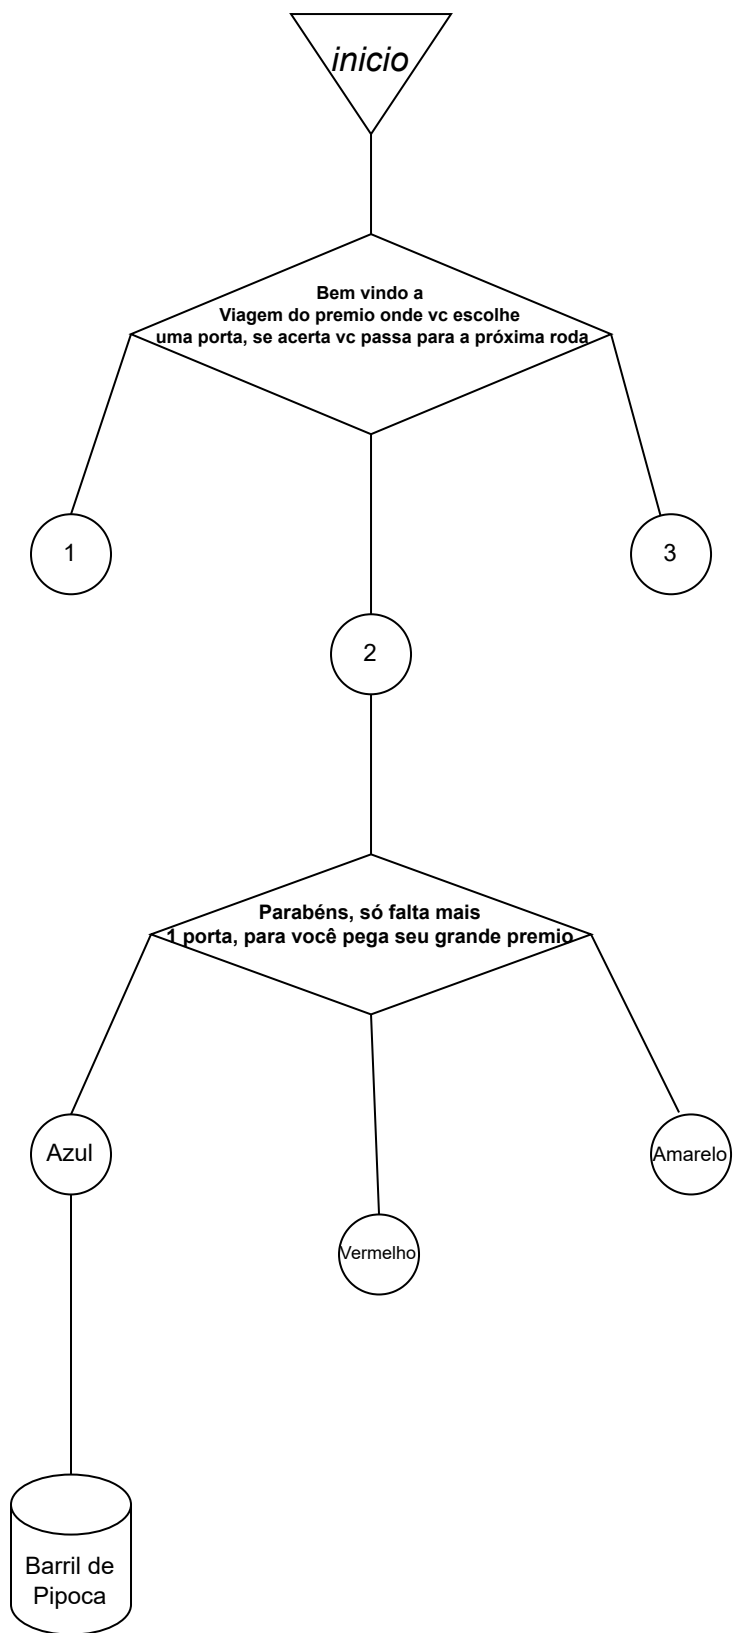 inicio
Bem vindo a
Viagem do premio onde vc escolhe
uma porta, se acerta vc passa para a próxima roda
1
3
2
Parabéns, só falta mais
1 porta, para você pega seu grande premio
Azul
Amarelo
Vermelho
Barril de
Pipoca